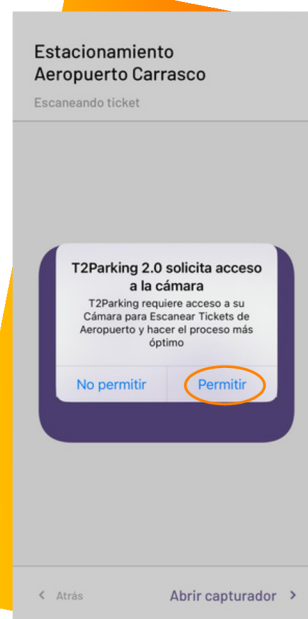 Estacionamiento
Aeropuerto Carrasco
Escaneando ticket
T2Parking 2.0 solicita acceso
a la cámara
T2Parking requiere acceso a su
Cámara para Escanear Tickets de
Aeropuerto y hacer el proceso más
óptimo
No permitir
Permitir
Atrás
Abrir capturador